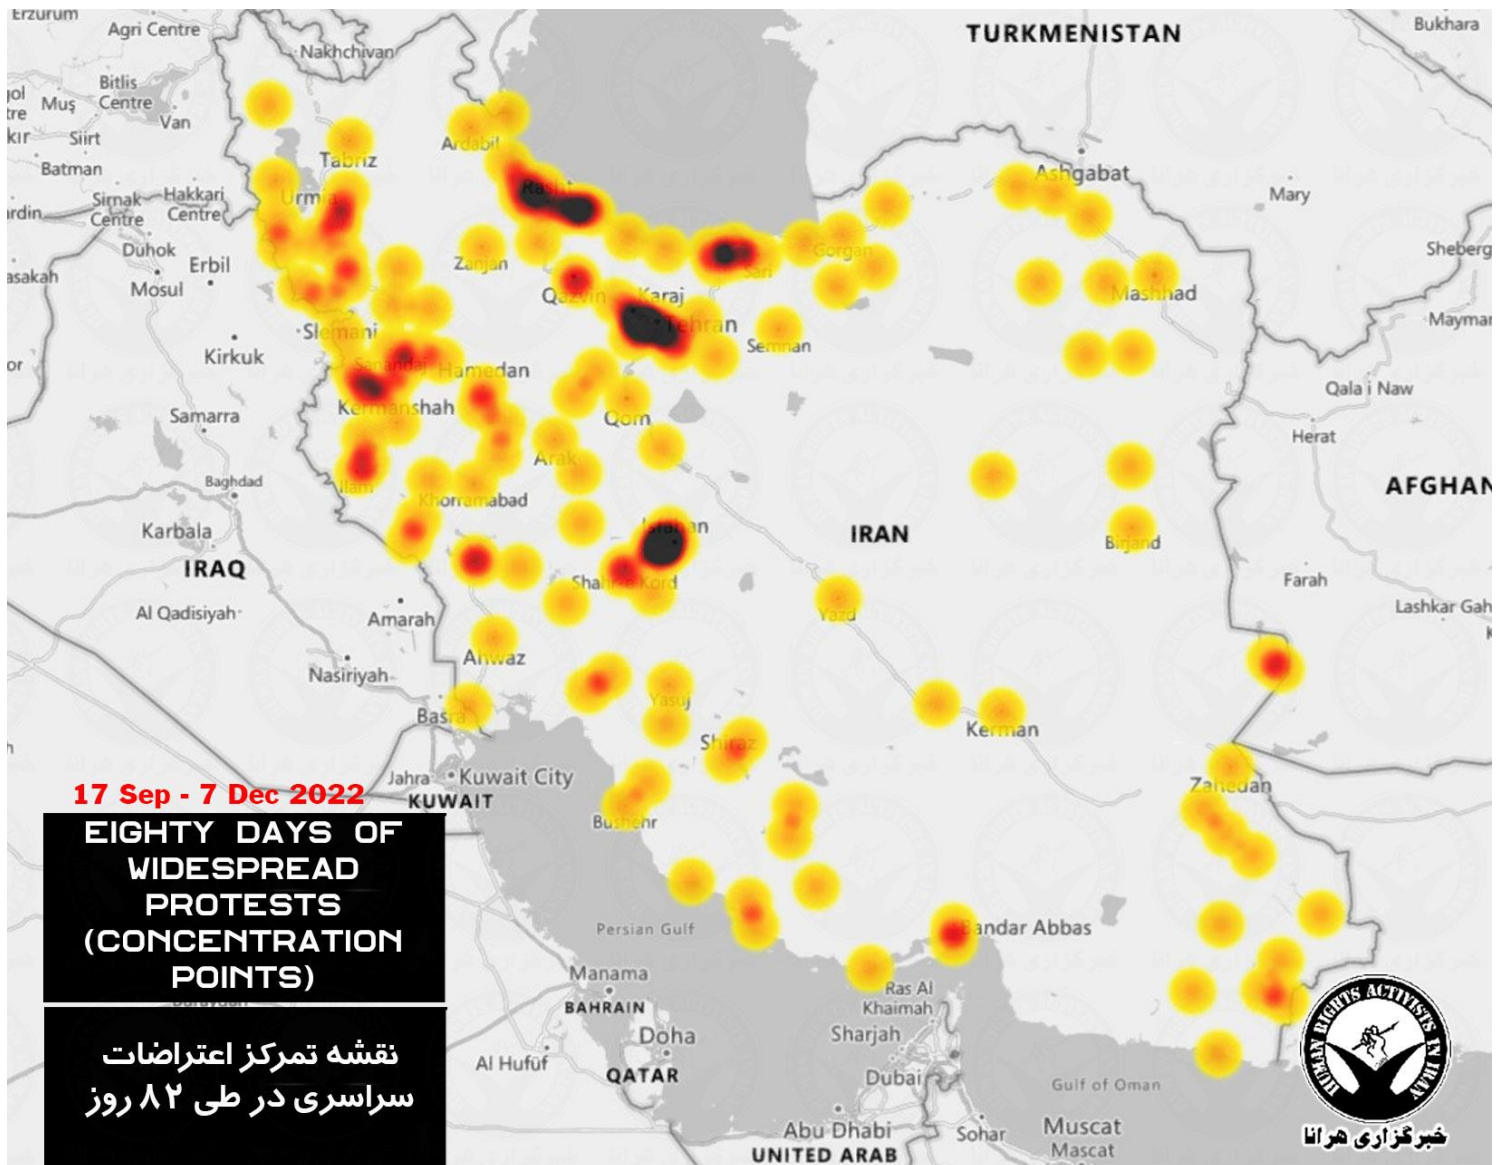 Erzurum
Agri Centre
Nakhchivan
TURKMENISTAN
Bukhara
Bitlis
Centre
Muş
Van
Siirt
Batman
Ardabil
Tabriz
Ashgabat
Mary
Hakkari
Centre
Sirnak
Centre
Urmia
Rasht
Duhok
Erbil
Mosul
Zanjan
Gorgan
Sari
Sheberg
Qazvin
Karaj
Tehran
Mashhad
Mayma
Slemani
Kirkuk
Semnan
Sanandaj
Hamedan
Kermanshah
Qala i Naw
Samarra
Qom
Herat
Arak
Baghdad
Ilam
Khorramabad
AFGHAN
Karbala
Isfahan
IRAN
Birjand
IRAQ
Shahr-e Kord
Farah
Al Qadisiyah
Amarah
Yazd
Lashkar Gah
Ahwaz
Nasiriyah
Basra
Yasuj
Kerman
Shiraz
Jahra
Kuwait City
KUWAIT
Zahedan
Bushehr
17 Sep - 7 Dec 2022
EIGHTY DAYS OF
WIDESPREAD
PROTESTS
(CONCENTRATION
POINTS)
نقشه تمرکز اعتراضات
سراسری در طی ۸۲ روز
Persian Gulf
Bandar Abbas
Manama
BAHRAIN
Ras Al
Khaimah
Doha
Sharjah
Al Hufūf
QATAR
Dubai
Gulf of Oman
Abu Dhabi
UNITED ARAB
Sohar
Muscat
Mascat
HUMAN RIGHTS ACTIVISTS IN IRAN
خبرگزاری هرانا